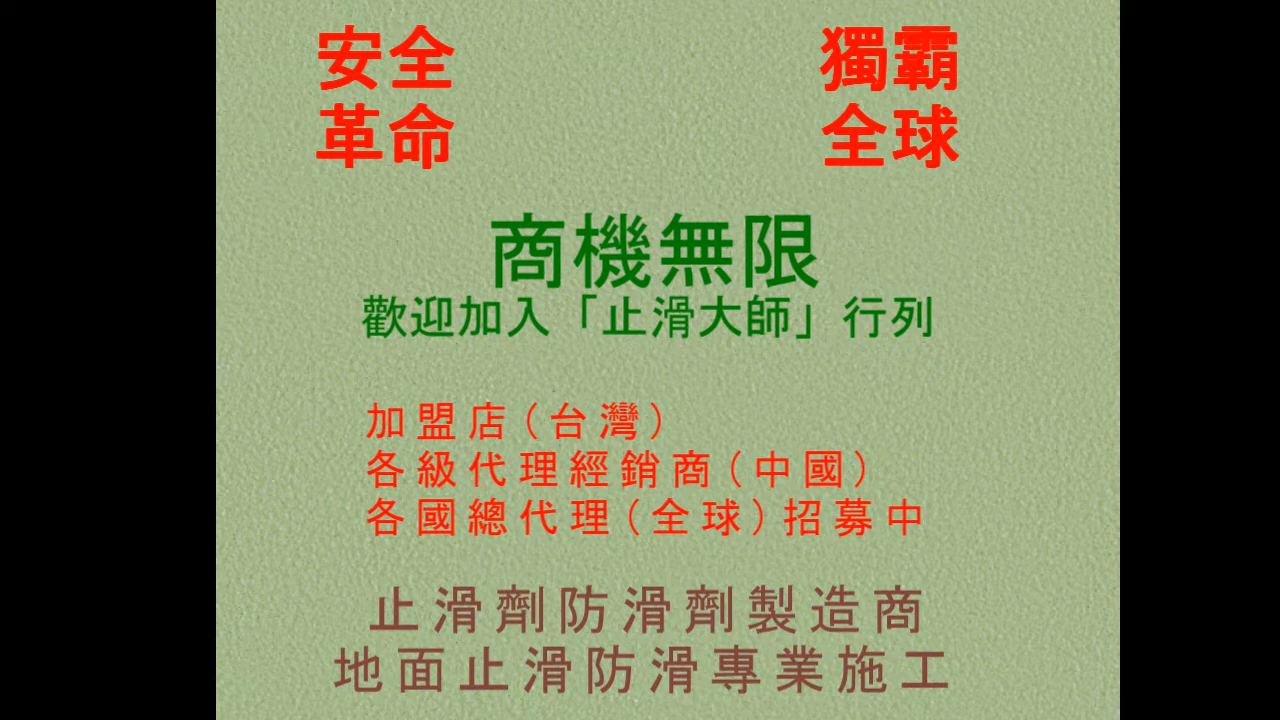 安全
革命
獨霸
全球
商機無限
歡迎加入「止滑大師」行列
加盟店(台灣)
各級代理經銷商(中國)
各國總代理(全球)招募中
止滑劑防滑劑製造商
地面止滑防滑專業施工